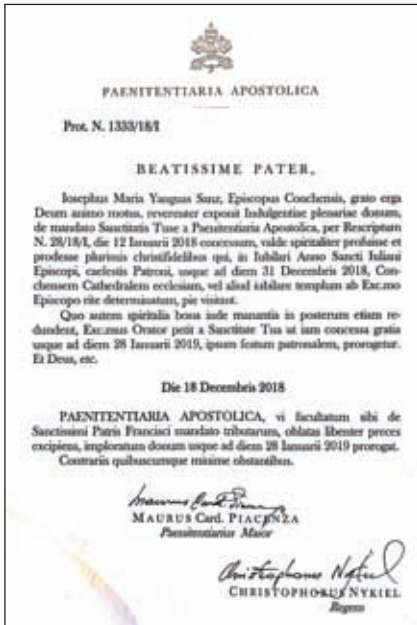 PAENITENTIARIA APOSTOLICA
Prot. N. 1333/18/I
BEATISSIME PATER,
Iosephus Maria Yanguas Sanz, Episcopus Conchensis, grato erga
Deum animo motus, reverenter exponit Indulgentiae plenariae donum,
de mandato Sanctitatis Tuae a Paenitentiaria Apostolica, per Rescriptum
N. 28/18/I, die 12 Ianuarii 2018 concessum, valde spiritaliter profuisse et
prodesse plurimis christifidelibus qui, in Iubilari Anno Sancti Iuliani
Episcopi, caelestis Patroni, usque ad diem 31 Decembris 2018, Con-
chensem Cathedralem ecclesiam, vel aliud iubilare templum ab Exc.mo
Episcopo rite determinatum, pie visitant.
Quo autem spiritalia bona inde manantia in posterum etiam re-
dundent, Exc.mus Orator petit a Sanctitate Tua ut iam concessa gratia
usque ad diem 28 Ianuarii 2019, ipsum festum patronalem, prorogetur.
Et Deus, etc.
Die 18 Decembris 2018
PAENITENTIARIA APOSTOLICA, vi facultatum sibi de
Sanctissimi Patris Francisci mandato tributarum, oblatas libenter preces
excipiens, imploratum donum usque ad diem 28 Ianuarii 2019 prorogat.
Contrariis quibuscumque minime obstantibus.
Maurus Card. Piacenza
MAURUS Card. PIACENZA
Paenitentiarius Maior
Christophorus Nykiel
CHRISTOPHORUS NYKIEL
Regens